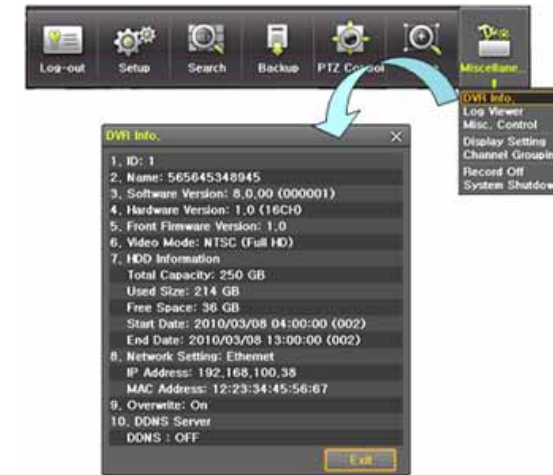 Log-out
Setup
Search
Backup
PTZ Control
Miscellane..
DVR Info.
Log Viewer
Misc. Control
Display Setting
Channel Grouping
Record Off
System Shutdow
DVR Info.
1. ID: 1
2. Name: 565645348945
3. Software Version: 8.0.00 (000001)
4. Hardware Version: 1.0 (16CH)
5. Front Firmware Version: 1.0
6. Video Mode: NTSC (Full HD)
7. HDD Information
Total Capacity: 250 GB
Used Size: 214 GB
Free Space: 36 GB
Start Date: 2010/03/08 04:00:00 (002)
End Date: 2010/03/08 13:00:00 (002)
8. Network Setting: Ethernet
IP Address: 192.168.100.38
MAC Address: 12:23:34:45:56:67
9. Overwrite: On
10. DDNS Server
DDNS : OFF
Exit